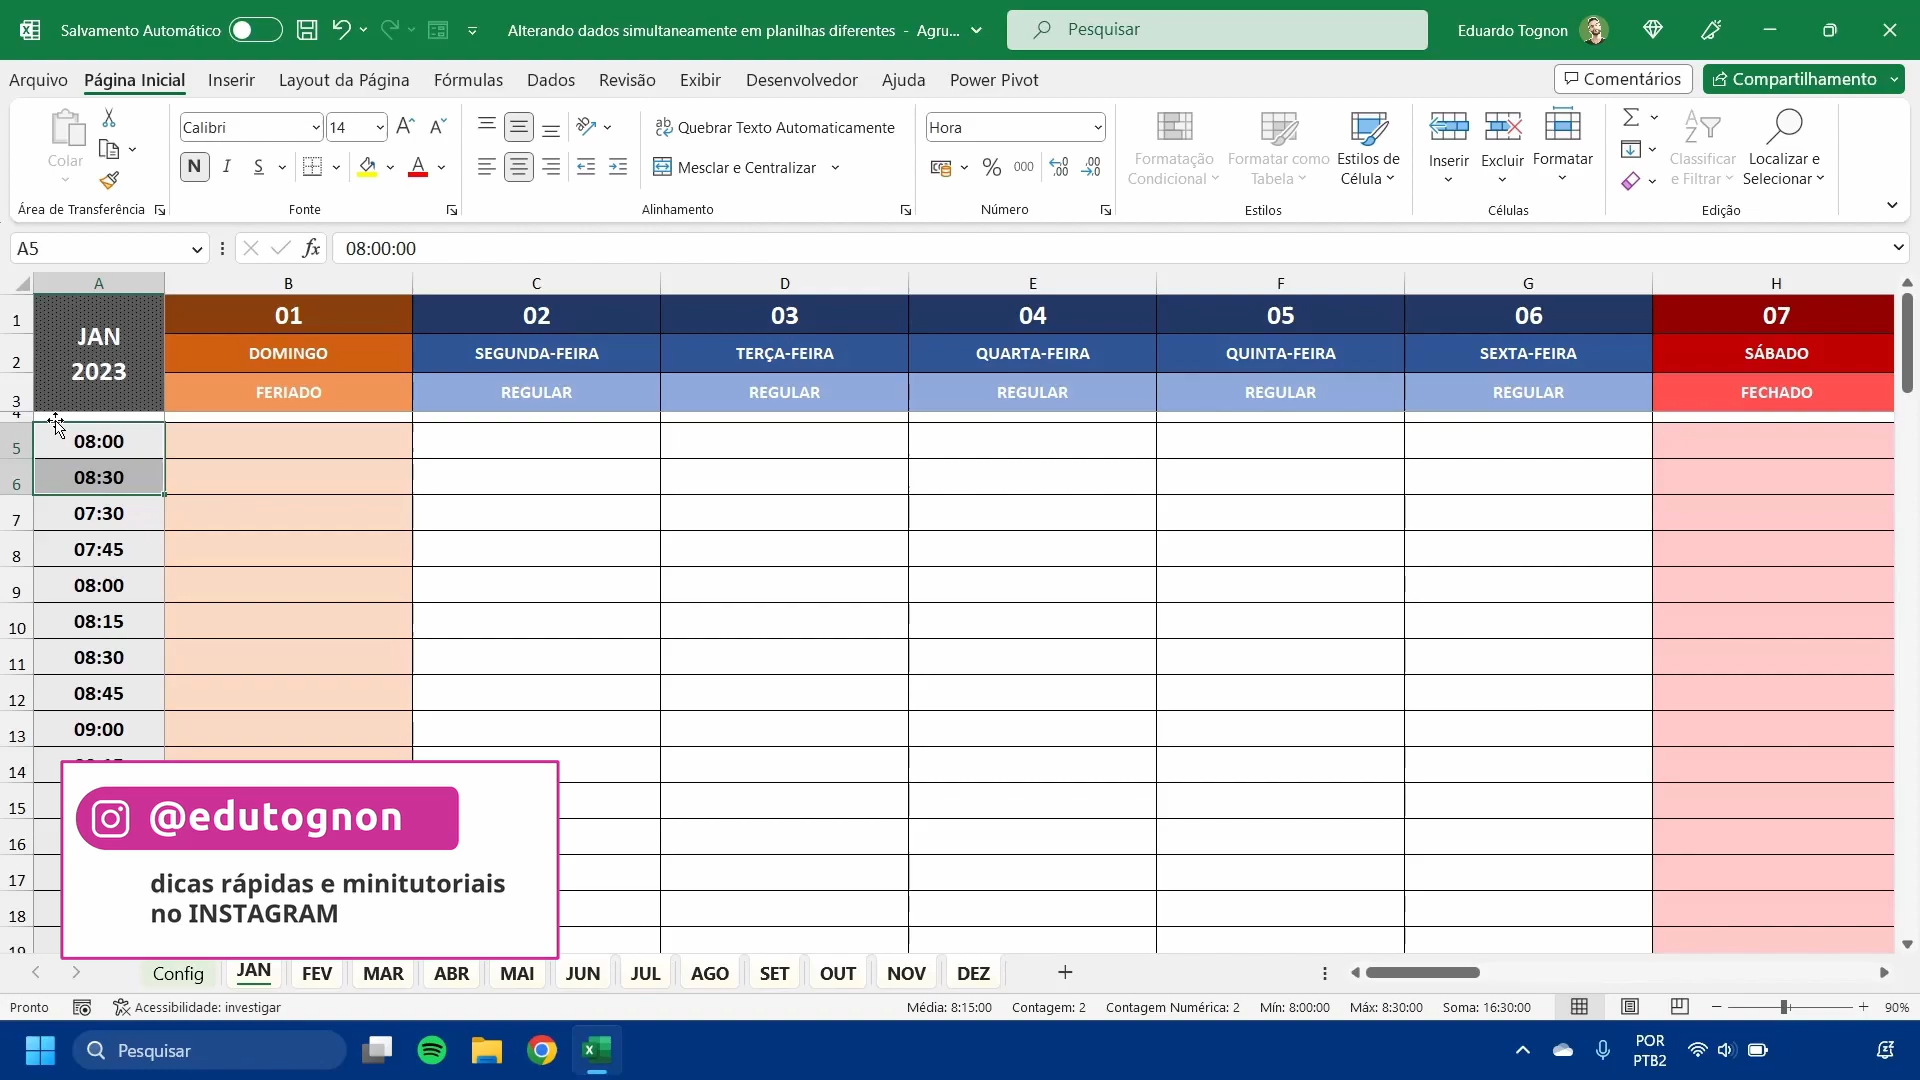 Salvamento Automático
Alterando dados simultaneamente em planilhas diferentes - Agru...
Pesquisar
Eduardo Tognon
Arquivo Página Inicial Inserir Layout da Página Fórmulas Dados Revisão Exibir Desenvolvedor Ajuda Power Pivot
Comentários Compartilhamento
Colar
Área de Transferência
Calibri 14
N I S
Fonte
Quebrar Texto Automaticamente
Mesclar e Centralizar
Alinhamento
Hora
% 000
Número
Formatação Condicional
Formatar como Tabela
Estilos de Célula
Estilos
Inserir Excluir Formatar
Células
Classificar e Filtrar
Localizar e Selecionar
Edição
A5 fx 08:00:00
A B C D E F G H
1 JAN 01 02 03 04 05 06 07
2 2023 DOMINGO SEGUNDA-FEIRA TERÇA-FEIRA QUARTA-FEIRA QUINTA-FEIRA SEXTA-FEIRA SÁBADO
3 FERIADO REGULAR REGULAR REGULAR REGULAR REGULAR FECHADO
4
5 08:00
6 08:30
7 07:30
8 07:45
9 08:00
10 08:15
11 08:30
12 08:45
13 09:00
14
15
16
17
18
19
@edutognon
dicas rápidas e minitutoriais
no INSTAGRAM
Config JAN FEV MAR ABR MAI JUN JUL AGO SET OUT NOV DEZ
Pronto Acessibilidade: investigar Média: 8:15:00 Contagem: 2 Contagem Numérica: 2 Mín: 8:00:00 Máx: 8:30:00 Soma: 16:30:00 90%
Pesquisar
POR
PTB2